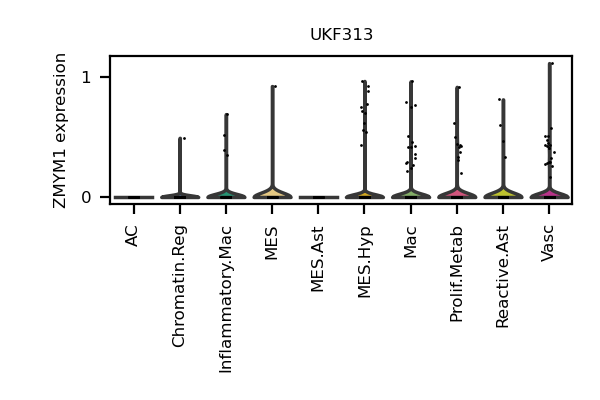 UKF313
ZMYM1 expression
1
0
AC
Chromatin.Reg
Inflammatory.Mac
MES
MES.Ast
MES.Hyp
Mac
Prolif.Metab
Reactive.Ast
Vasc